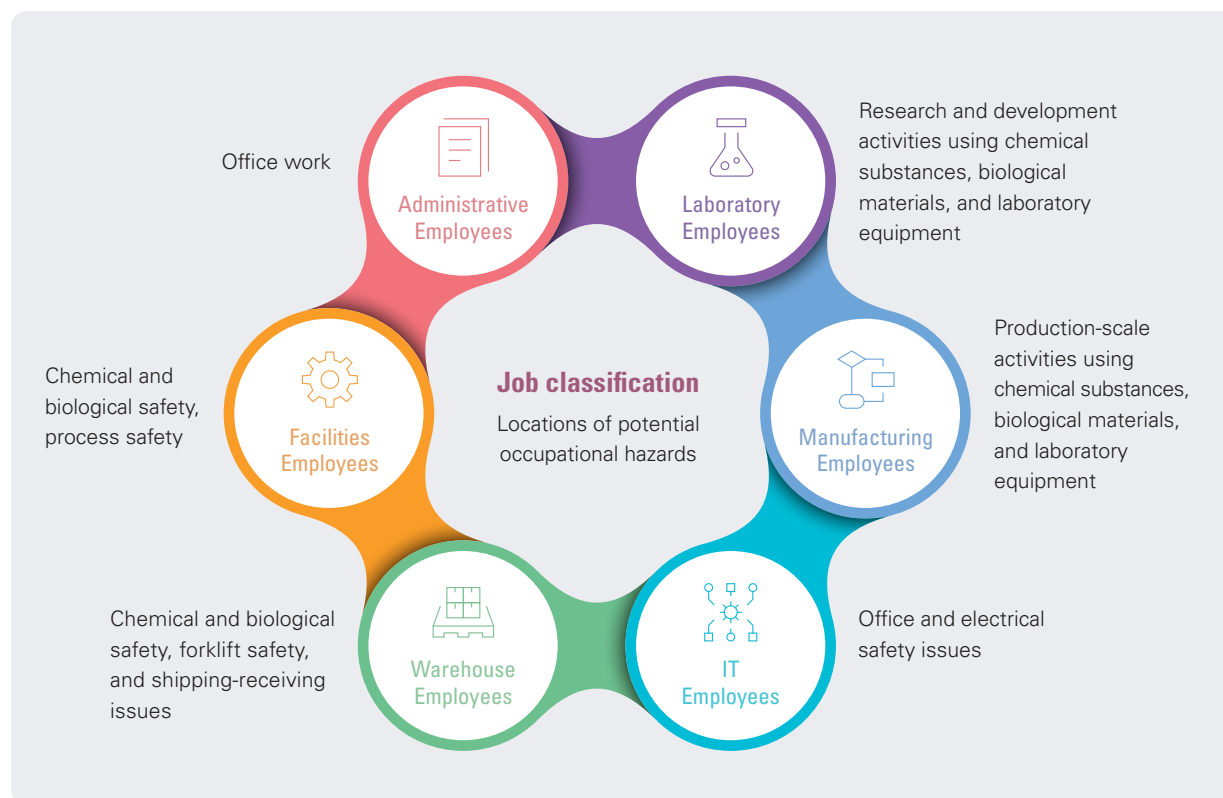 Office work
Administrative
Employees
Laboratory
Employees
Research and development
activities using chemical
substances, biological
materials, and laboratory
equipment
Chemical and
biological safety,
process safety
Facilities
Employees
Job classification
Locations of potential
occupational hazards
Manufacturing
Employees
Production-scale
activities using
chemical substances,
biological materials,
and laboratory
equipment
Chemical and biological
safety, forklift safety,
and shipping-receiving
issues
Warehouse
Employees
IT
Employees
Office and electrical
safety issues